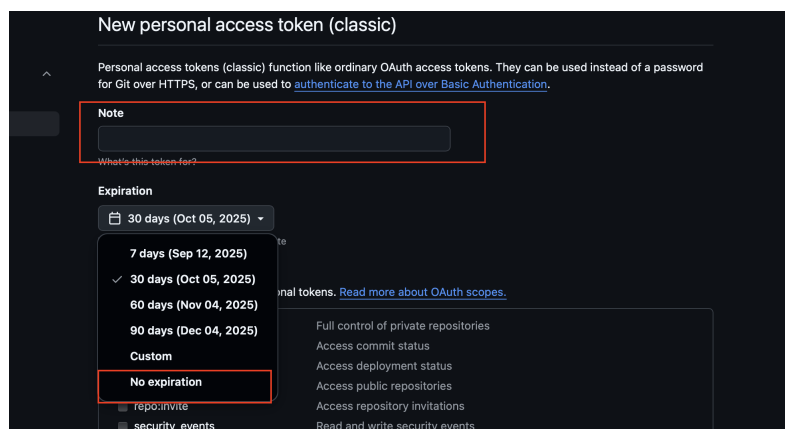 New personal access token (classic)
Personal access tokens (classic) function like ordinary OAuth access tokens. They can be used instead of a password
for Git over HTTPS, or can be used to authenticate to the API over Basic Authentication.
Note
What's this token for?
Expiration
30 days (Oct 05, 2025)
te
7 days (Sep 12, 2025)
30 days (Oct 05, 2025)
onal tokens. Read more about OAuth scopes.
60 days (Nov 04, 2025)
90 days (Dec 04, 2025)
Full control of private repositories
Access commit status
Custom
Access deployment status
No expiration
Access public repositories
repo:invite Access repository invitations
security_events Read and write security events